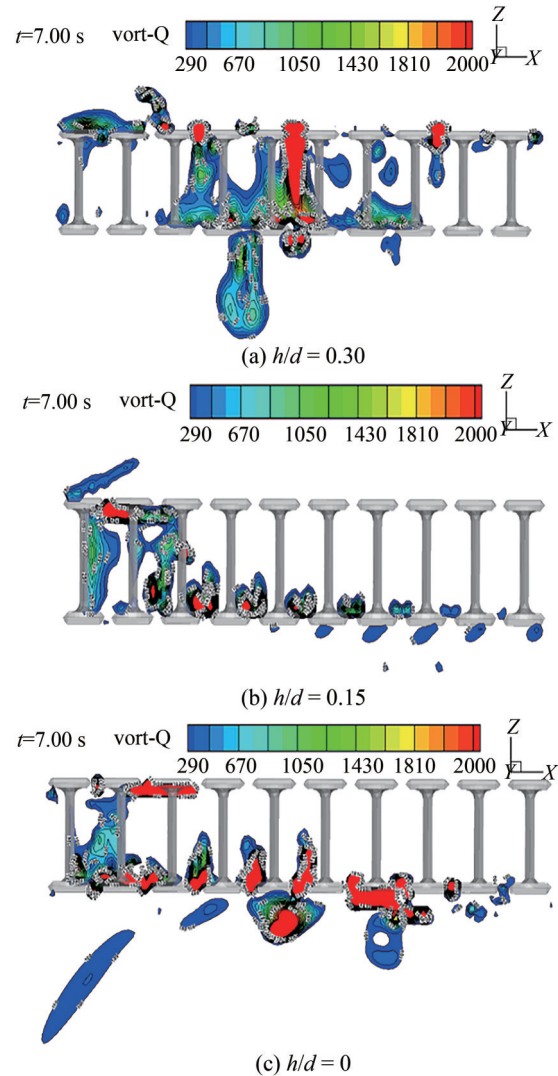 t=7.00 s vort-Q Z
Y X
290 670 1050 1430 1810 2000
(a) h/d = 0.30
t=7.00 s vort-Q Z
Y X
290 670 1050 1430 1810 2000
(b) h/d = 0.15
t=7.00 s vort-Q Z
Y X
290 670 1050 1430 1810 2000
(c) h/d = 0